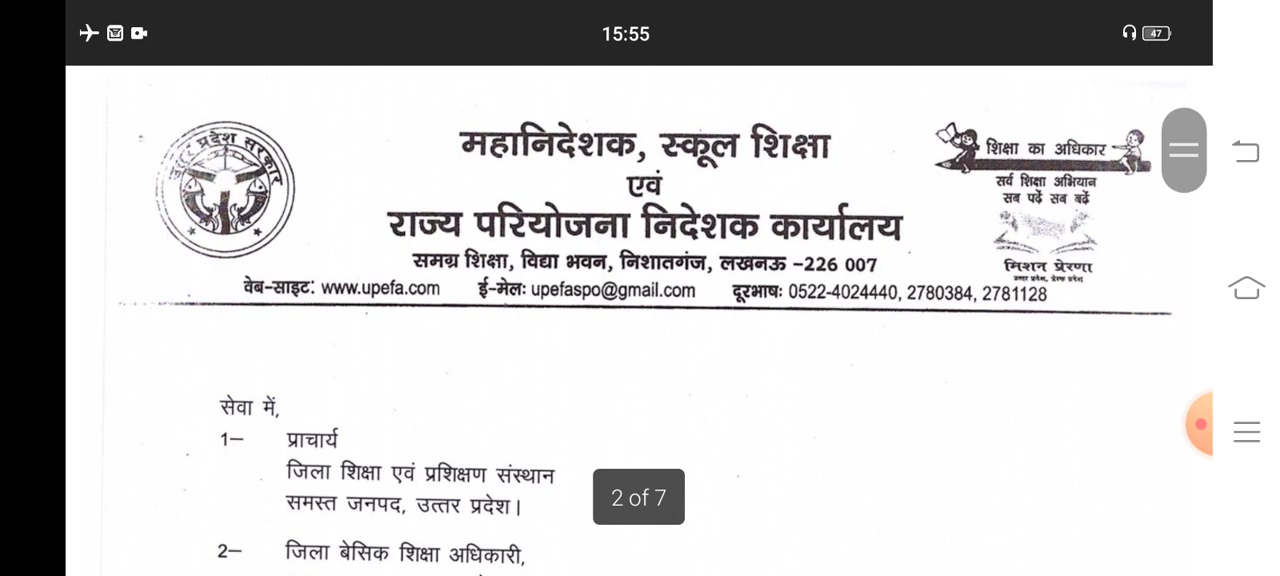 15:55
47
उत्तर प्रदेश सरकार
महानिदेशक, स्कूल शिक्षा
एवं
राज्य परियोजना निदेशक कार्यालय
समग्र शिक्षा, विद्या भवन, निशातगंज, लखनऊ –226 007
वेब-साइट: www.upefa.com ई-मेलः upefaspo@gmail.com दूरभाषः 0522-4024440, 2780384, 2781128
शिक्षा का अधिकार
सर्व शिक्षा अभियान
सब पढ़ें सब बढ़ें
मिशन प्रेरणा
सेवा में,
1– प्राचार्य
जिला शिक्षा एवं प्रशिक्षण संस्थान
समस्त जनपद, उत्तर प्रदेश।
2 of 7
2– जिला बेसिक शिक्षा अधिकारी,